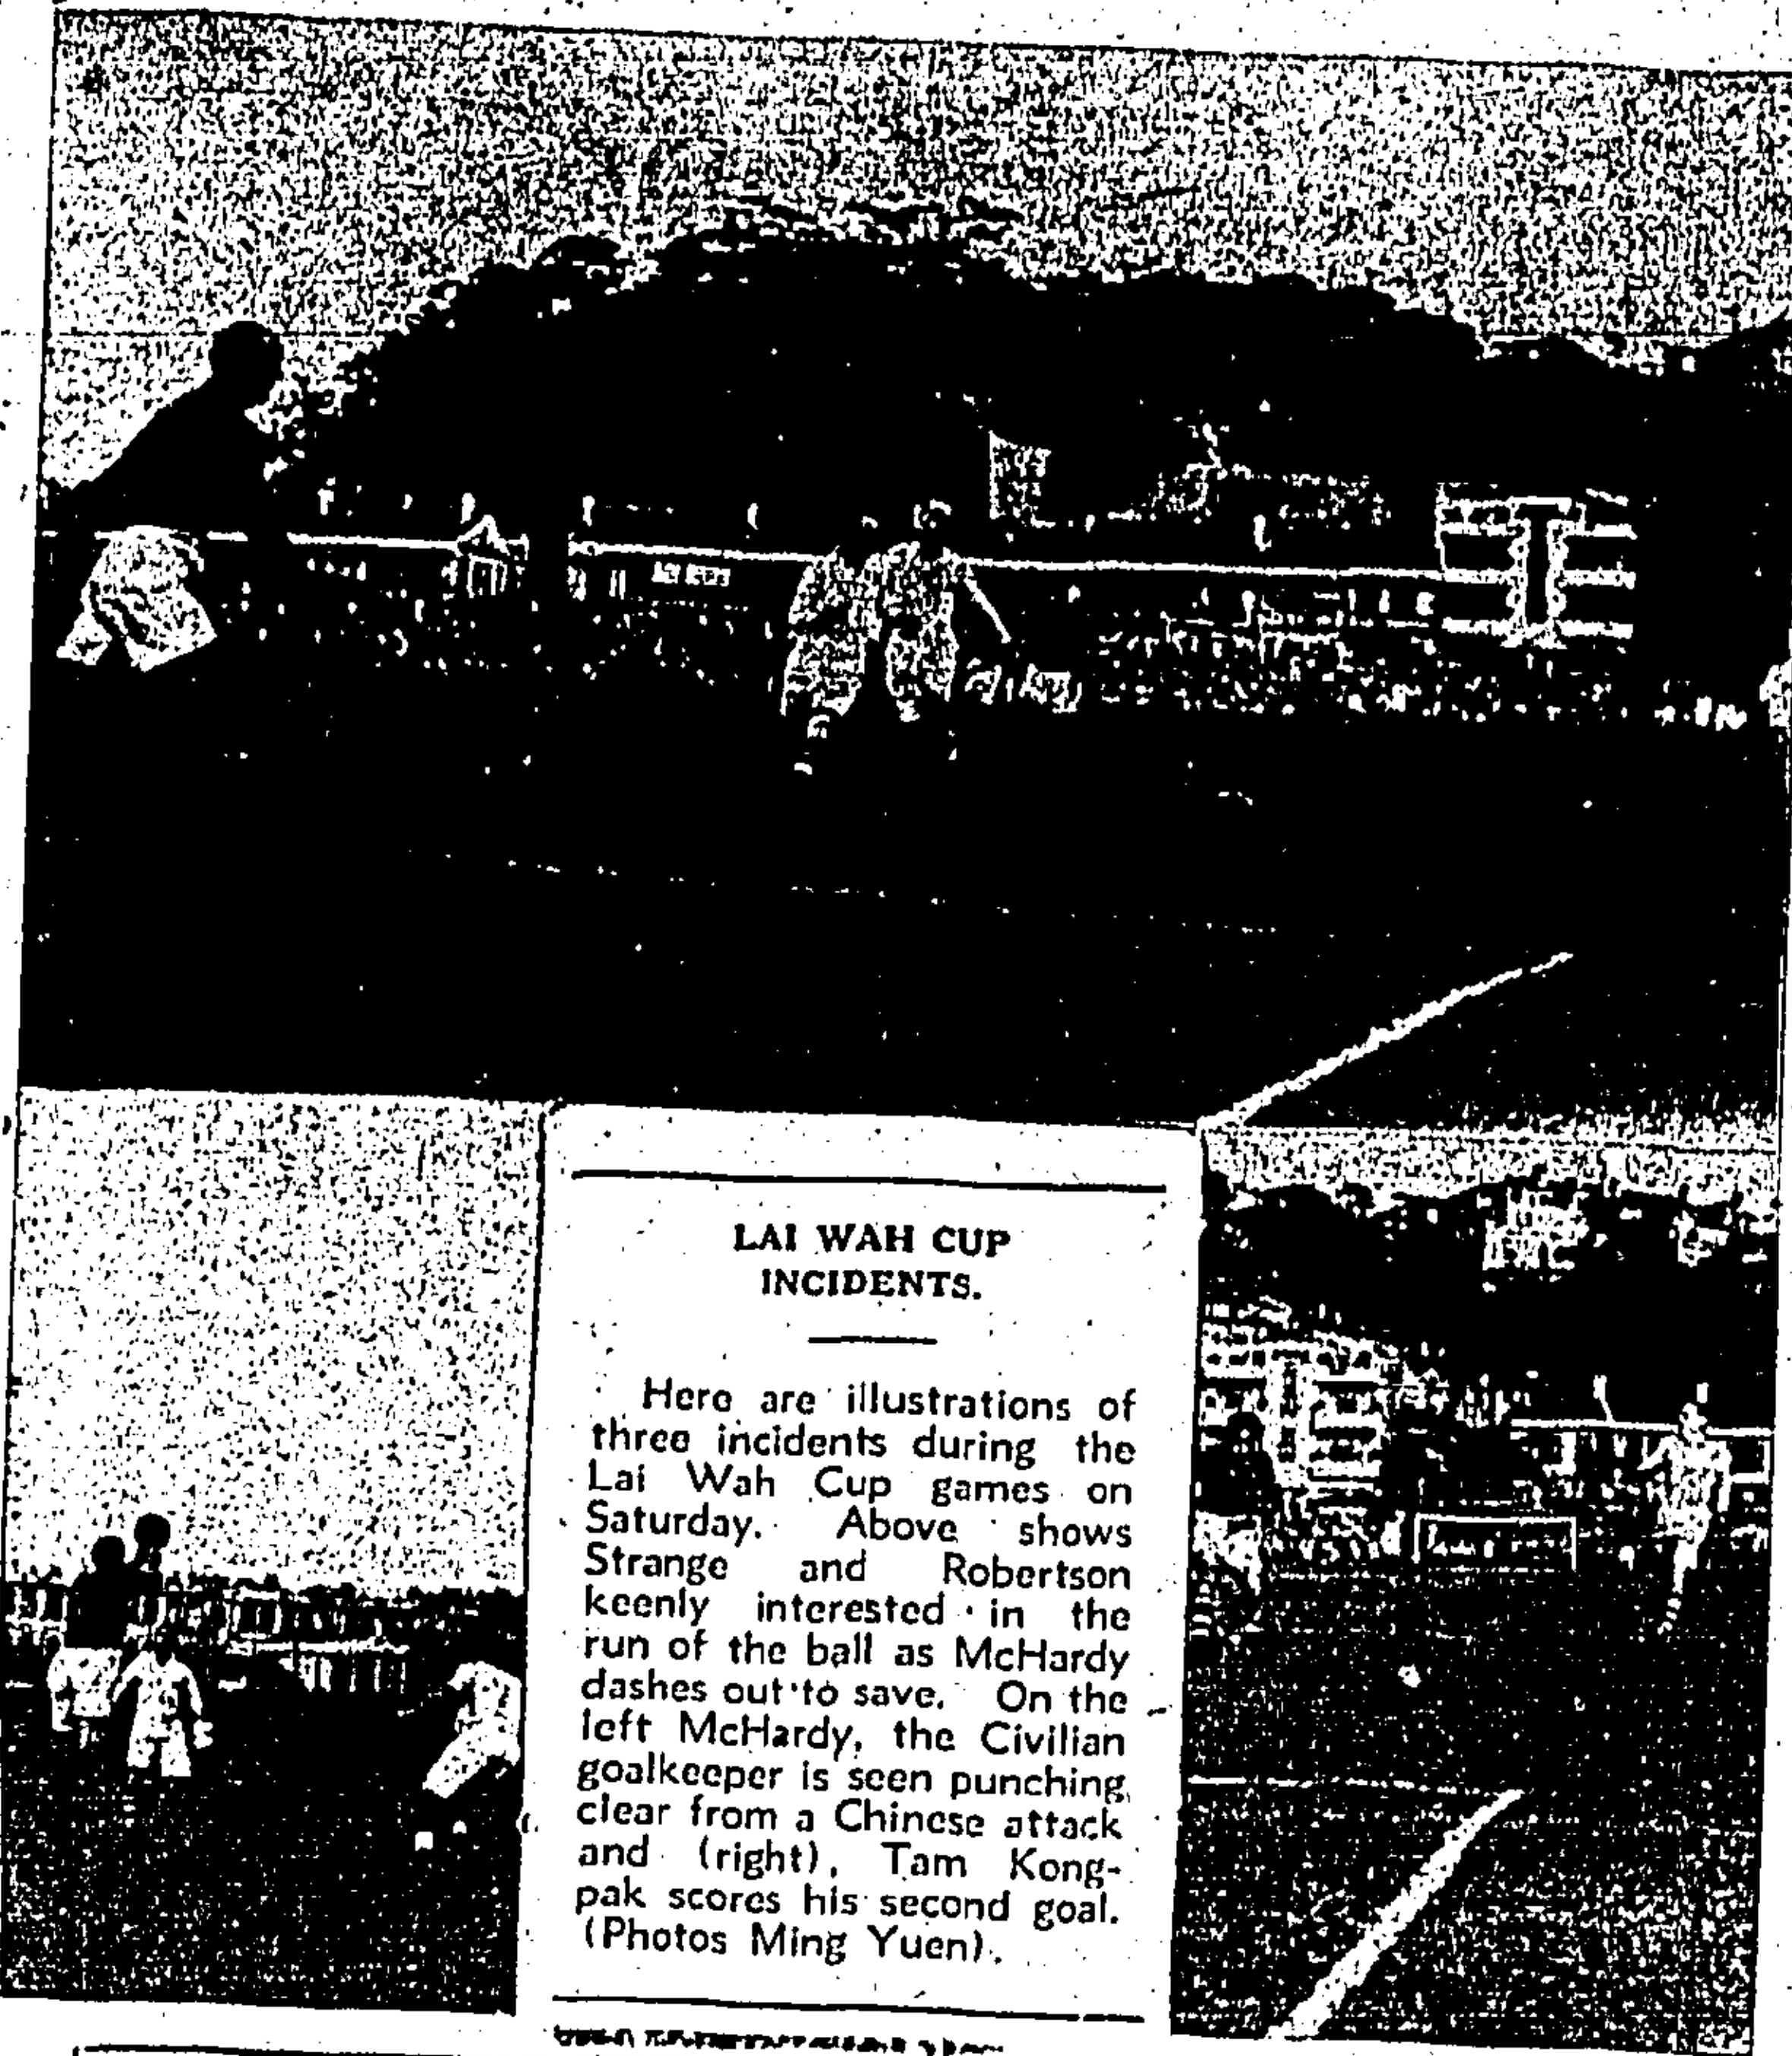 LAI WAH CUP
INCIDENTS.
Here are illustrations of
three incidents during the
Lai Wah Cup games on
Saturday. Above shows
Strange and Robertson
keenly interested in the
run of the ball as McHardy
dashes out to save. On the
left McHardy, the Civilian
goalkeeper is seen punching
clear from a Chinese attack
and (right), Tam Kong-
pak scores his second goal.
(Photos Ming Yuen).